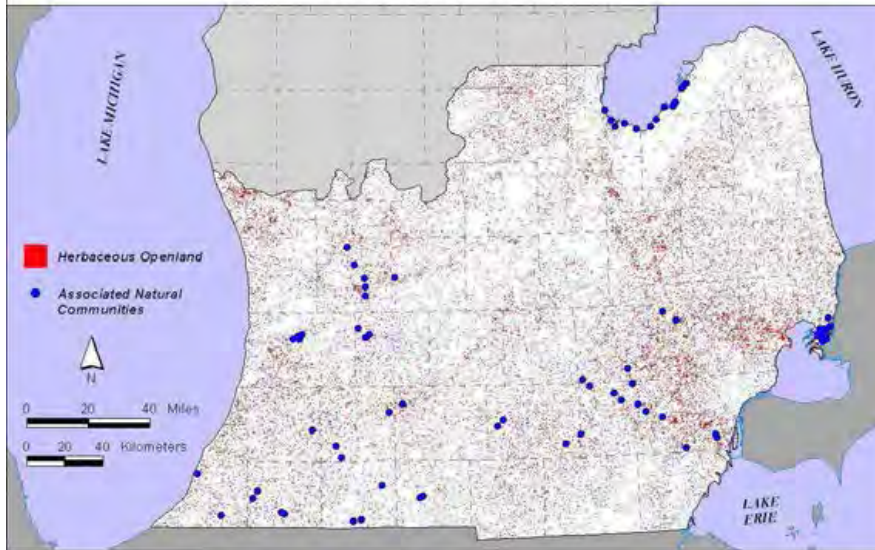 LAKE MICHIGAN
LAKE HURON
Herbaceous Openland
Associated Natural
Communities
N
0 20 40 Miles
0 20 40 Kilometers
LAKE
ERIE